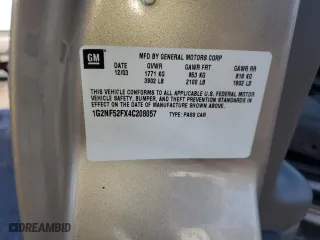 GM
MFD BY GENERAL MOTORS CORP
DATE GVWR GAWR FRT GAWR RR
12/03 1771 KG 953 KG 818 KG
3902 LB 2100 LB 1802 LB
THIS VEHICLE CONFORMS TO ALL APPLICABLE U.S. FEDERAL MOTOR
VEHICLE SAFETY, BUMPER, AND THEFT PREVENTION STANDARDS
IN EFFECT ON THE DATE OF MANUFACTURE SHOWN ABOVE.
1G2NF52FX4C208057 TYPE: PASS CAR
DREAMBID